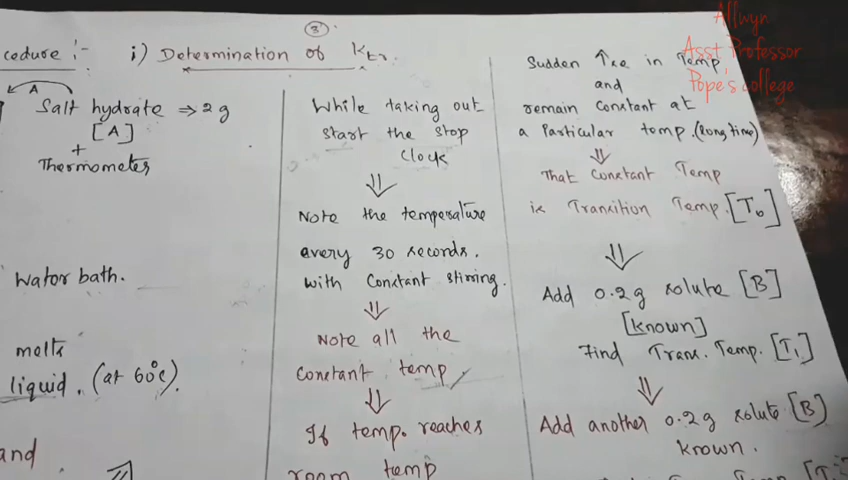 3
cedure :- i) Determination of Ktr.
A
Salt hydrate ⇒ 2 g
[A]
+
Thermometer
Water bath.
melts
liquid. (at 60°c).
and
While taking out
start the stop
clock
⇓
Note the temperature
every 30 seconds.
with Constant stirring.
⇓
Note all the
constant temp
⇓
If temp. reaches
room temp
Sudden ↑se in Temp
and
remain Constant at
a Particular temp. (long time)
⇓
That Constant Temp
is Transition Temp. [T₀]
⇓
Add 0.2g solute [B]
[known]
Find Trans. Temp. [T₁]
⇓
Add another 0.2g solute [B]
known.
Allwyn
Asst Professor
Pope's college